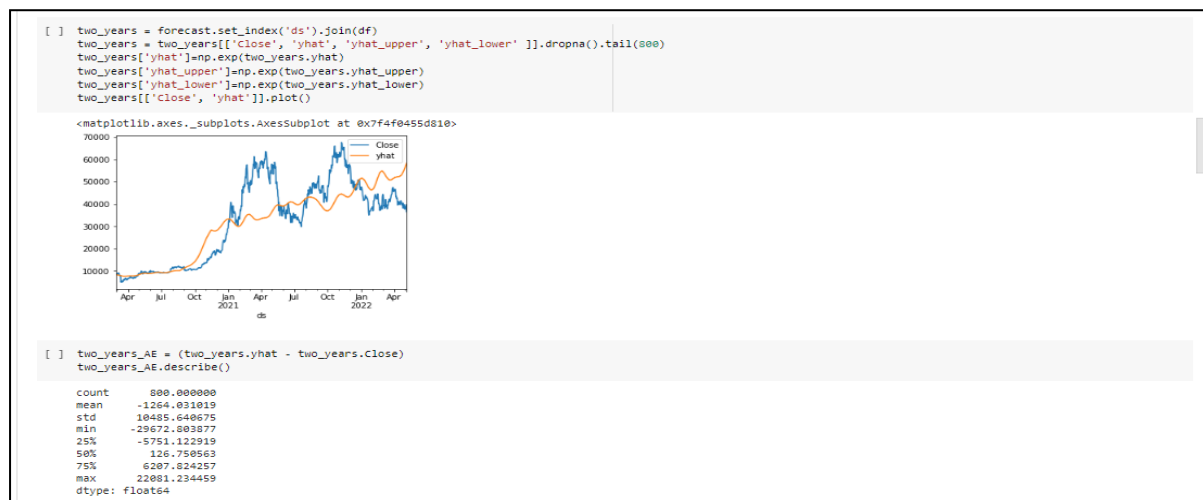 [ ] two_years = forecast.set_index('ds').join(df)
two_years = two_years[['Close', 'yhat', 'yhat_upper', 'yhat_lower' ]].dropna().tail(800)
two_years['yhat']=np.exp(two_years.yhat)
two_years['yhat_upper']=np.exp(two_years.yhat_upper)
two_years['yhat_lower']=np.exp(two_years.yhat_lower)
two_years[['Close', 'yhat']].plot()
<matplotlib.axes._subplots.AxesSubplot at 0x7f4f0455d810>
70000
60000
50000
40000
30000
20000
10000
Close
yhat
Apr Jul Oct Jan Apr Jul Oct Jan Apr
2021 2022
ds
[ ] two_years_AE = (two_years.yhat - two_years.Close)
two_years_AE.describe()
count 800.000000
mean -1264.031019
std 10485.640675
min -29672.803877
25% -5751.122919
50% 126.750563
75% 6207.824257
max 22081.234459
dtype: float64